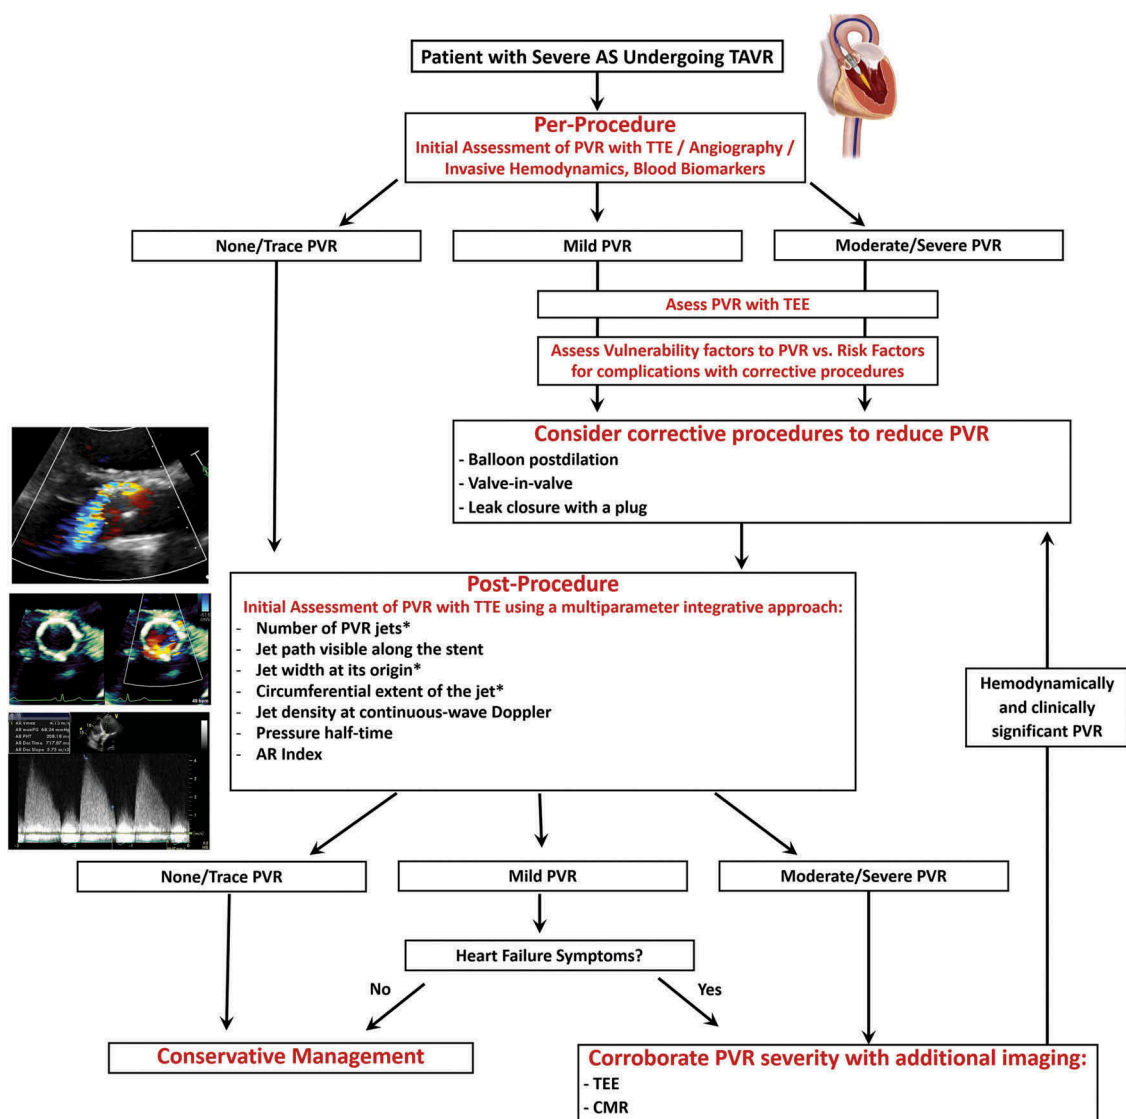 Patient with Severe AS Undergoing TAVR
Per-Procedure
Initial Assessment of PVR with TTE / Angiography /
Invasive Hemodynamics, Blood Biomarkers
None/Trace PVR
Mild PVR
Moderate/Severe PVR
Asess PVR with TEE
Assess Vulnerability factors to PVR vs. Risk Factors
for complications with corrective procedures
Consider corrective procedures to reduce PVR
- Balloon postdilation
- Valve-in-valve
- Leak closure with a plug
Post-Procedure
Initial Assessment of PVR with TTE using a multiparameter integrative approach:
- Number of PVR jets*
- Jet path visible along the stent
- Jet width at its origin*
- Circumferential extent of the jet*
- Jet density at continuous-wave Doppler
- Pressure half-time
- AR Index
Hemodynamically
and clinically
significant PVR
None/Trace PVR
Mild PVR
Moderate/Severe PVR
Heart Failure Symptoms?
No
Yes
Conservative Management
Corroborate PVR severity with additional imaging:
- TEE
- CMR